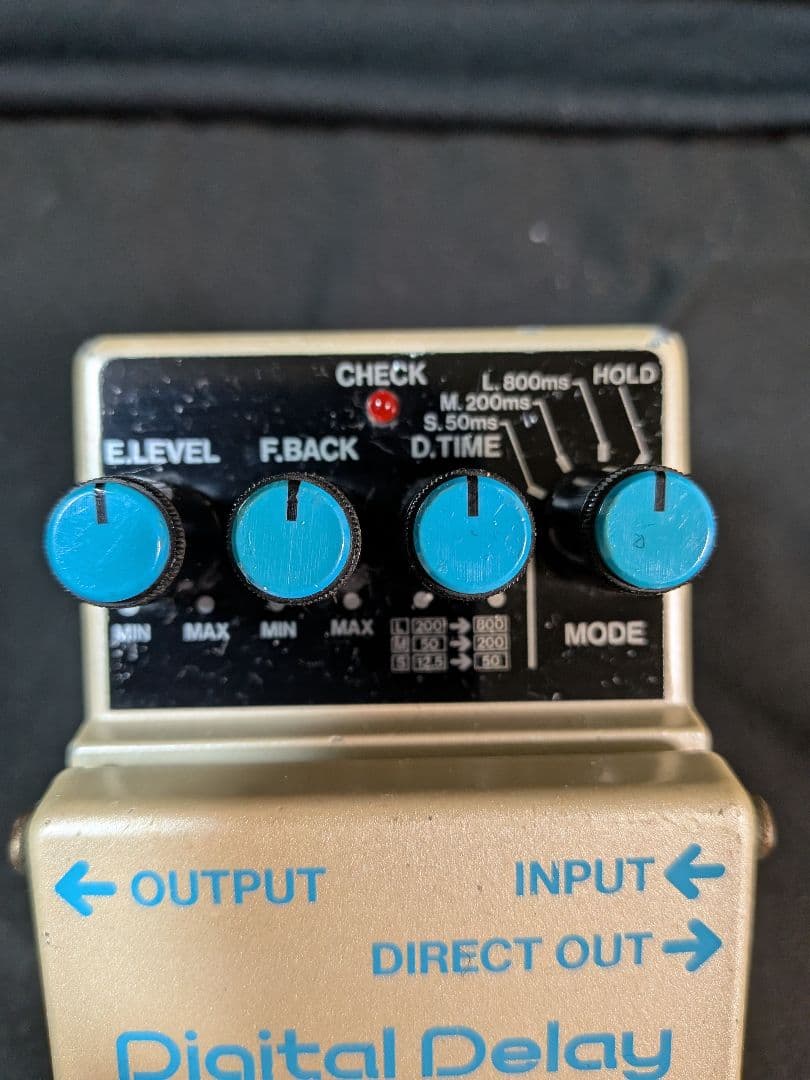 CHECK
L.800ms HOLD
M.200ms
S.50ms
E.LEVEL F.BACK D.TIME
MIN MAX MIN MAX L 200 → 800
M 50 → 200
S 12.5 → 50
MODE
← OUTPUT INPUT ←
DIRECT OUT →
Digital Delay